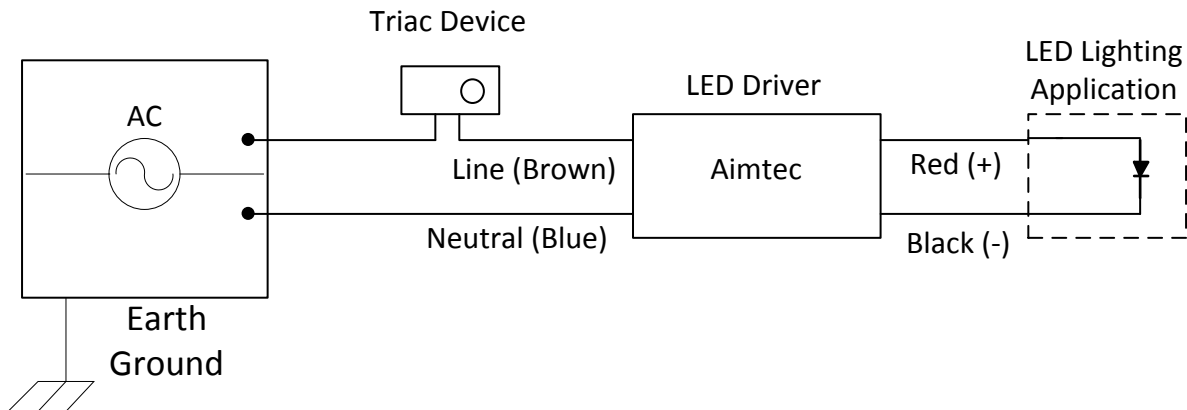 Triac Device
LED Lighting
Application
LED Driver
AC
Line (Brown)
Aimtec
Red (+)
Neutral (Blue)
Black (-)
Earth
Ground